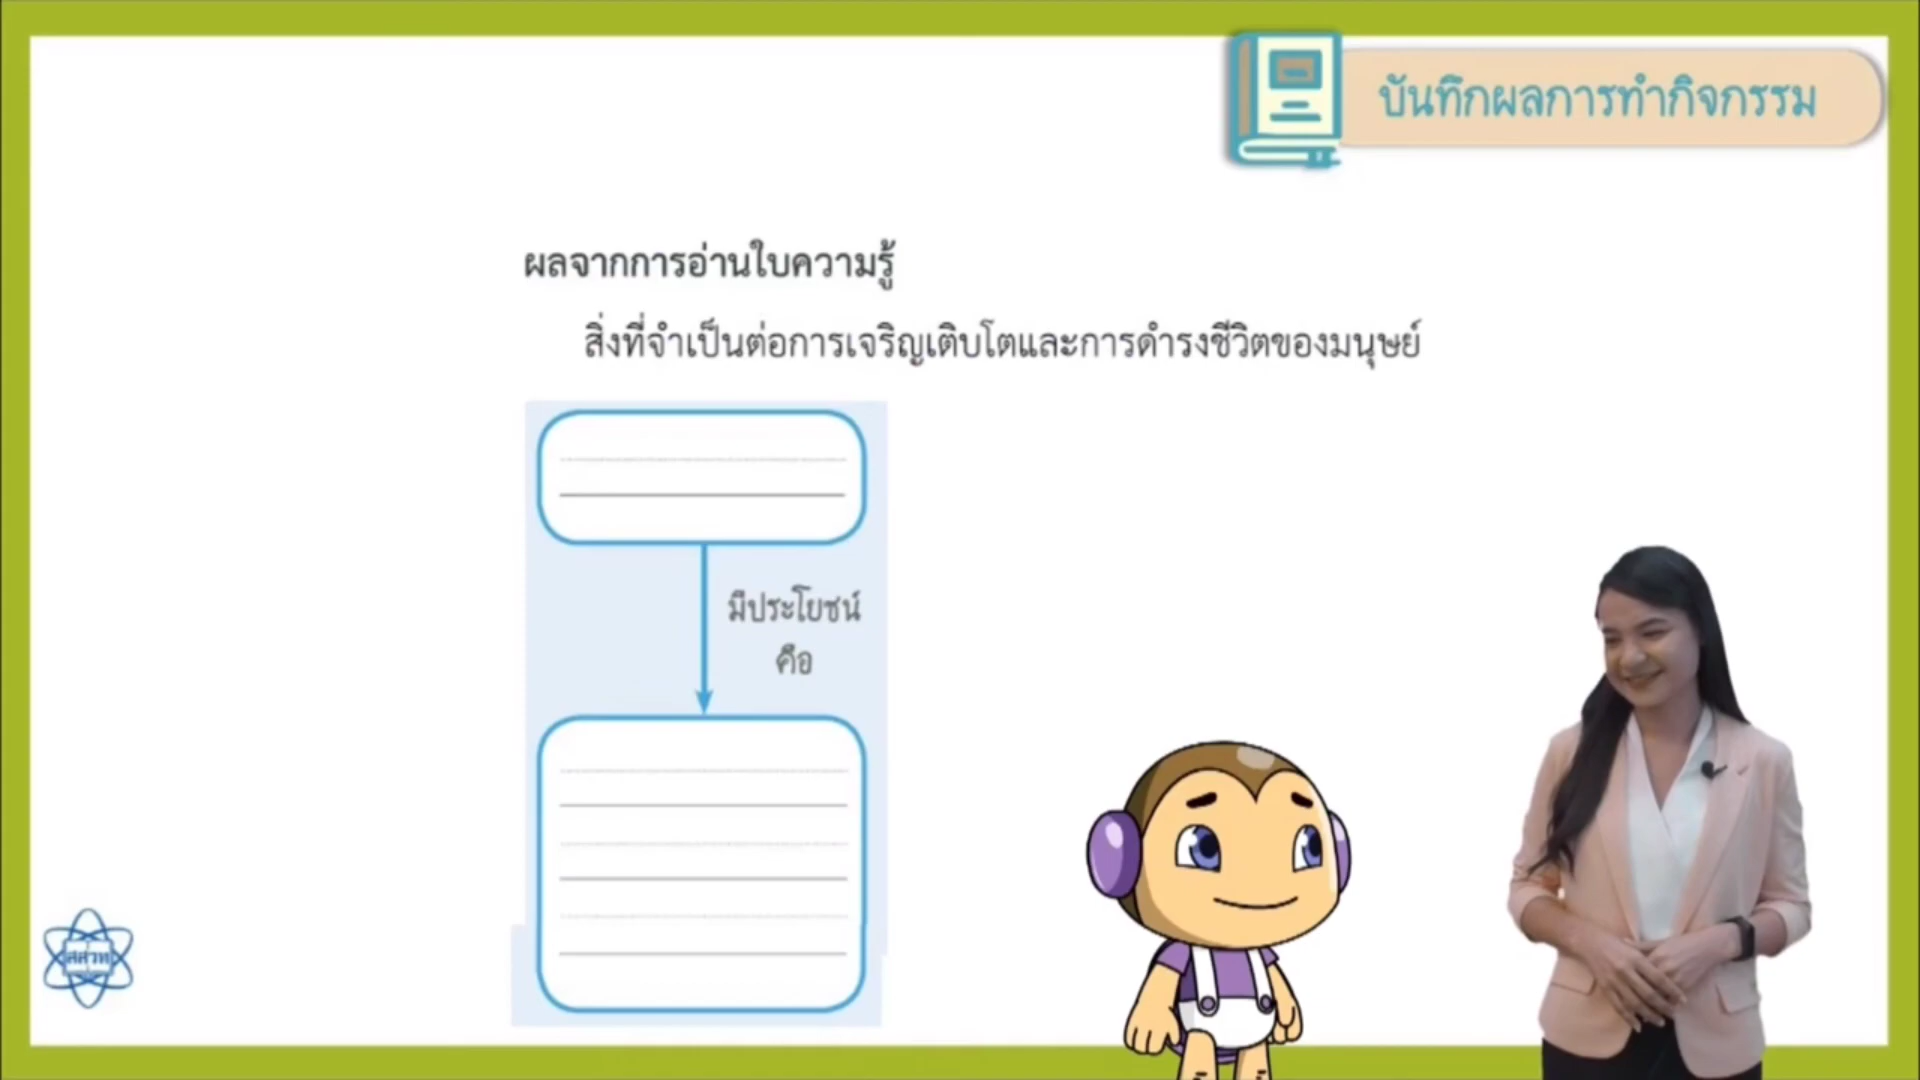 บันทึกผลการทำกิจกรรม
ผลจากการอ่านใบความรู้
สิ่งที่จำเป็นต่อการเจริญเติบโตและการดำรงชีวิตของมนุษย์
มีประโยชน์
คือ
สสวท